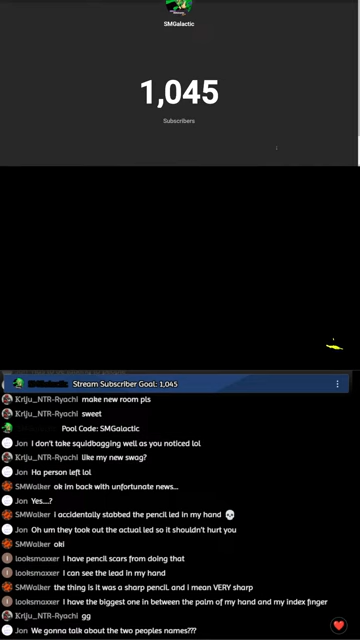 SMGalactic
1,045
Subscribers
Stream Subscriber Goal: 1,045
Kriju_NTR-Ryachi make new room pls
Kriju_NTR-Ryachi sweet
Pool Code: SMGalactic
Jon I don't take squidbagging well as you noticed lol
Kriju_NTR-Ryachi like my new swag?
Jon Ha person left lol
SMWalker ok im back with unfortunate news...
Jon Yes....?
SMWalker I accidentally stabbed the pencil led in my hand 💀
Jon Oh um they took out the actual led so it shouldn't hurt you
SMWalker oki
looksmaxxer I have pencil scars from doing that
looksmaxxer I can see the lead in my hand
SMWalker the thing is it was a sharp pencil, and i mean VERY sharp
looksmaxxer I have the biggest one in between the palm of my hand and my index finger
Kriju_NTR-Ryachi gg
Jon We gonna talk about the two peoples names???